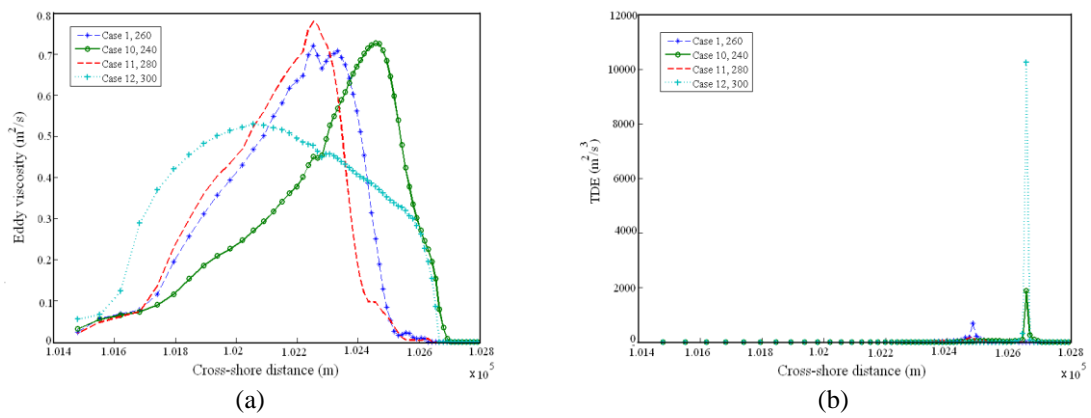 0.8
0.7
0.6
0.5
0.4
0.3
0.2
0.1
0
Eddy viscosity (m²/s)
Case 1, 260
Case 10, 240
Case 11, 280
Case 12, 300
1.014 1.016 1.018 1.02 1.022 1.024 1.026 1.028
Cross-shore distance (m)
x10⁵
(a)
12000
10000
8000
6000
4000
2000
0
TDE (m²/s³)
Case 1, 260
Case 10, 240
Case 11, 280
Case 12, 300
1.014 1.016 1.018 1.02 1.022 1.024 1.026 1.028
Cross-shore distance (m)
x10⁵
(b)